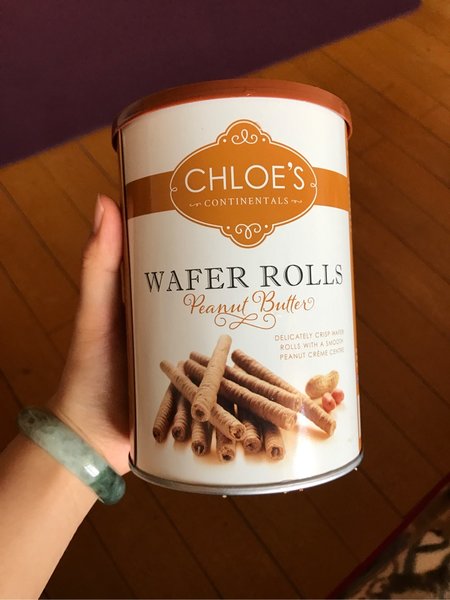 CHLOE'S
CONTINENTALS
WAFER ROLLS
Peanut Butter
DELICATELY CRISP WAFER
ROLLS WITH A SMOOTH
PEANUT CRÈME CENTRE